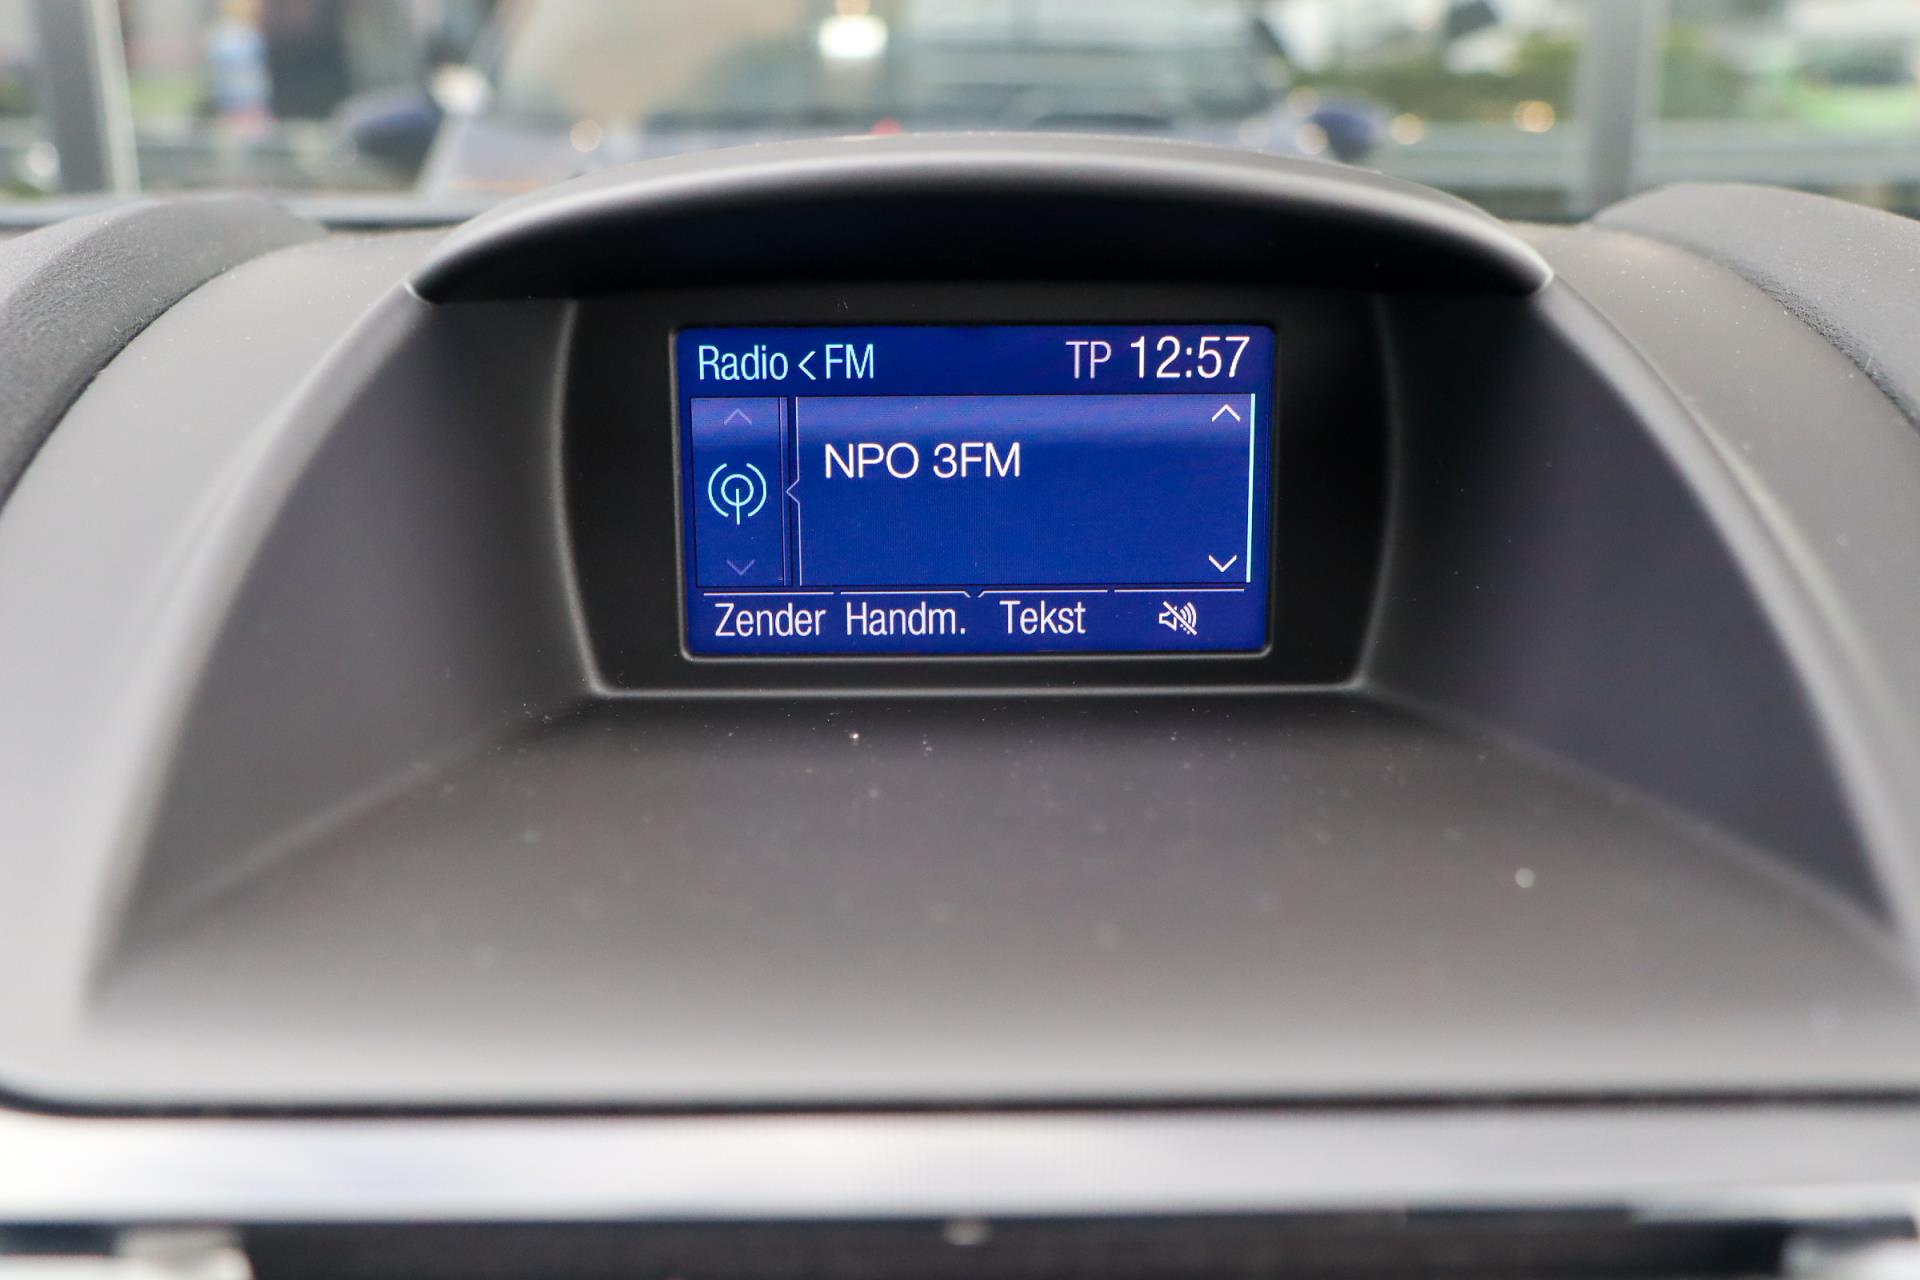 Radio < FM TP 12:57
NPO 3FM
Zender Handm. Tekst